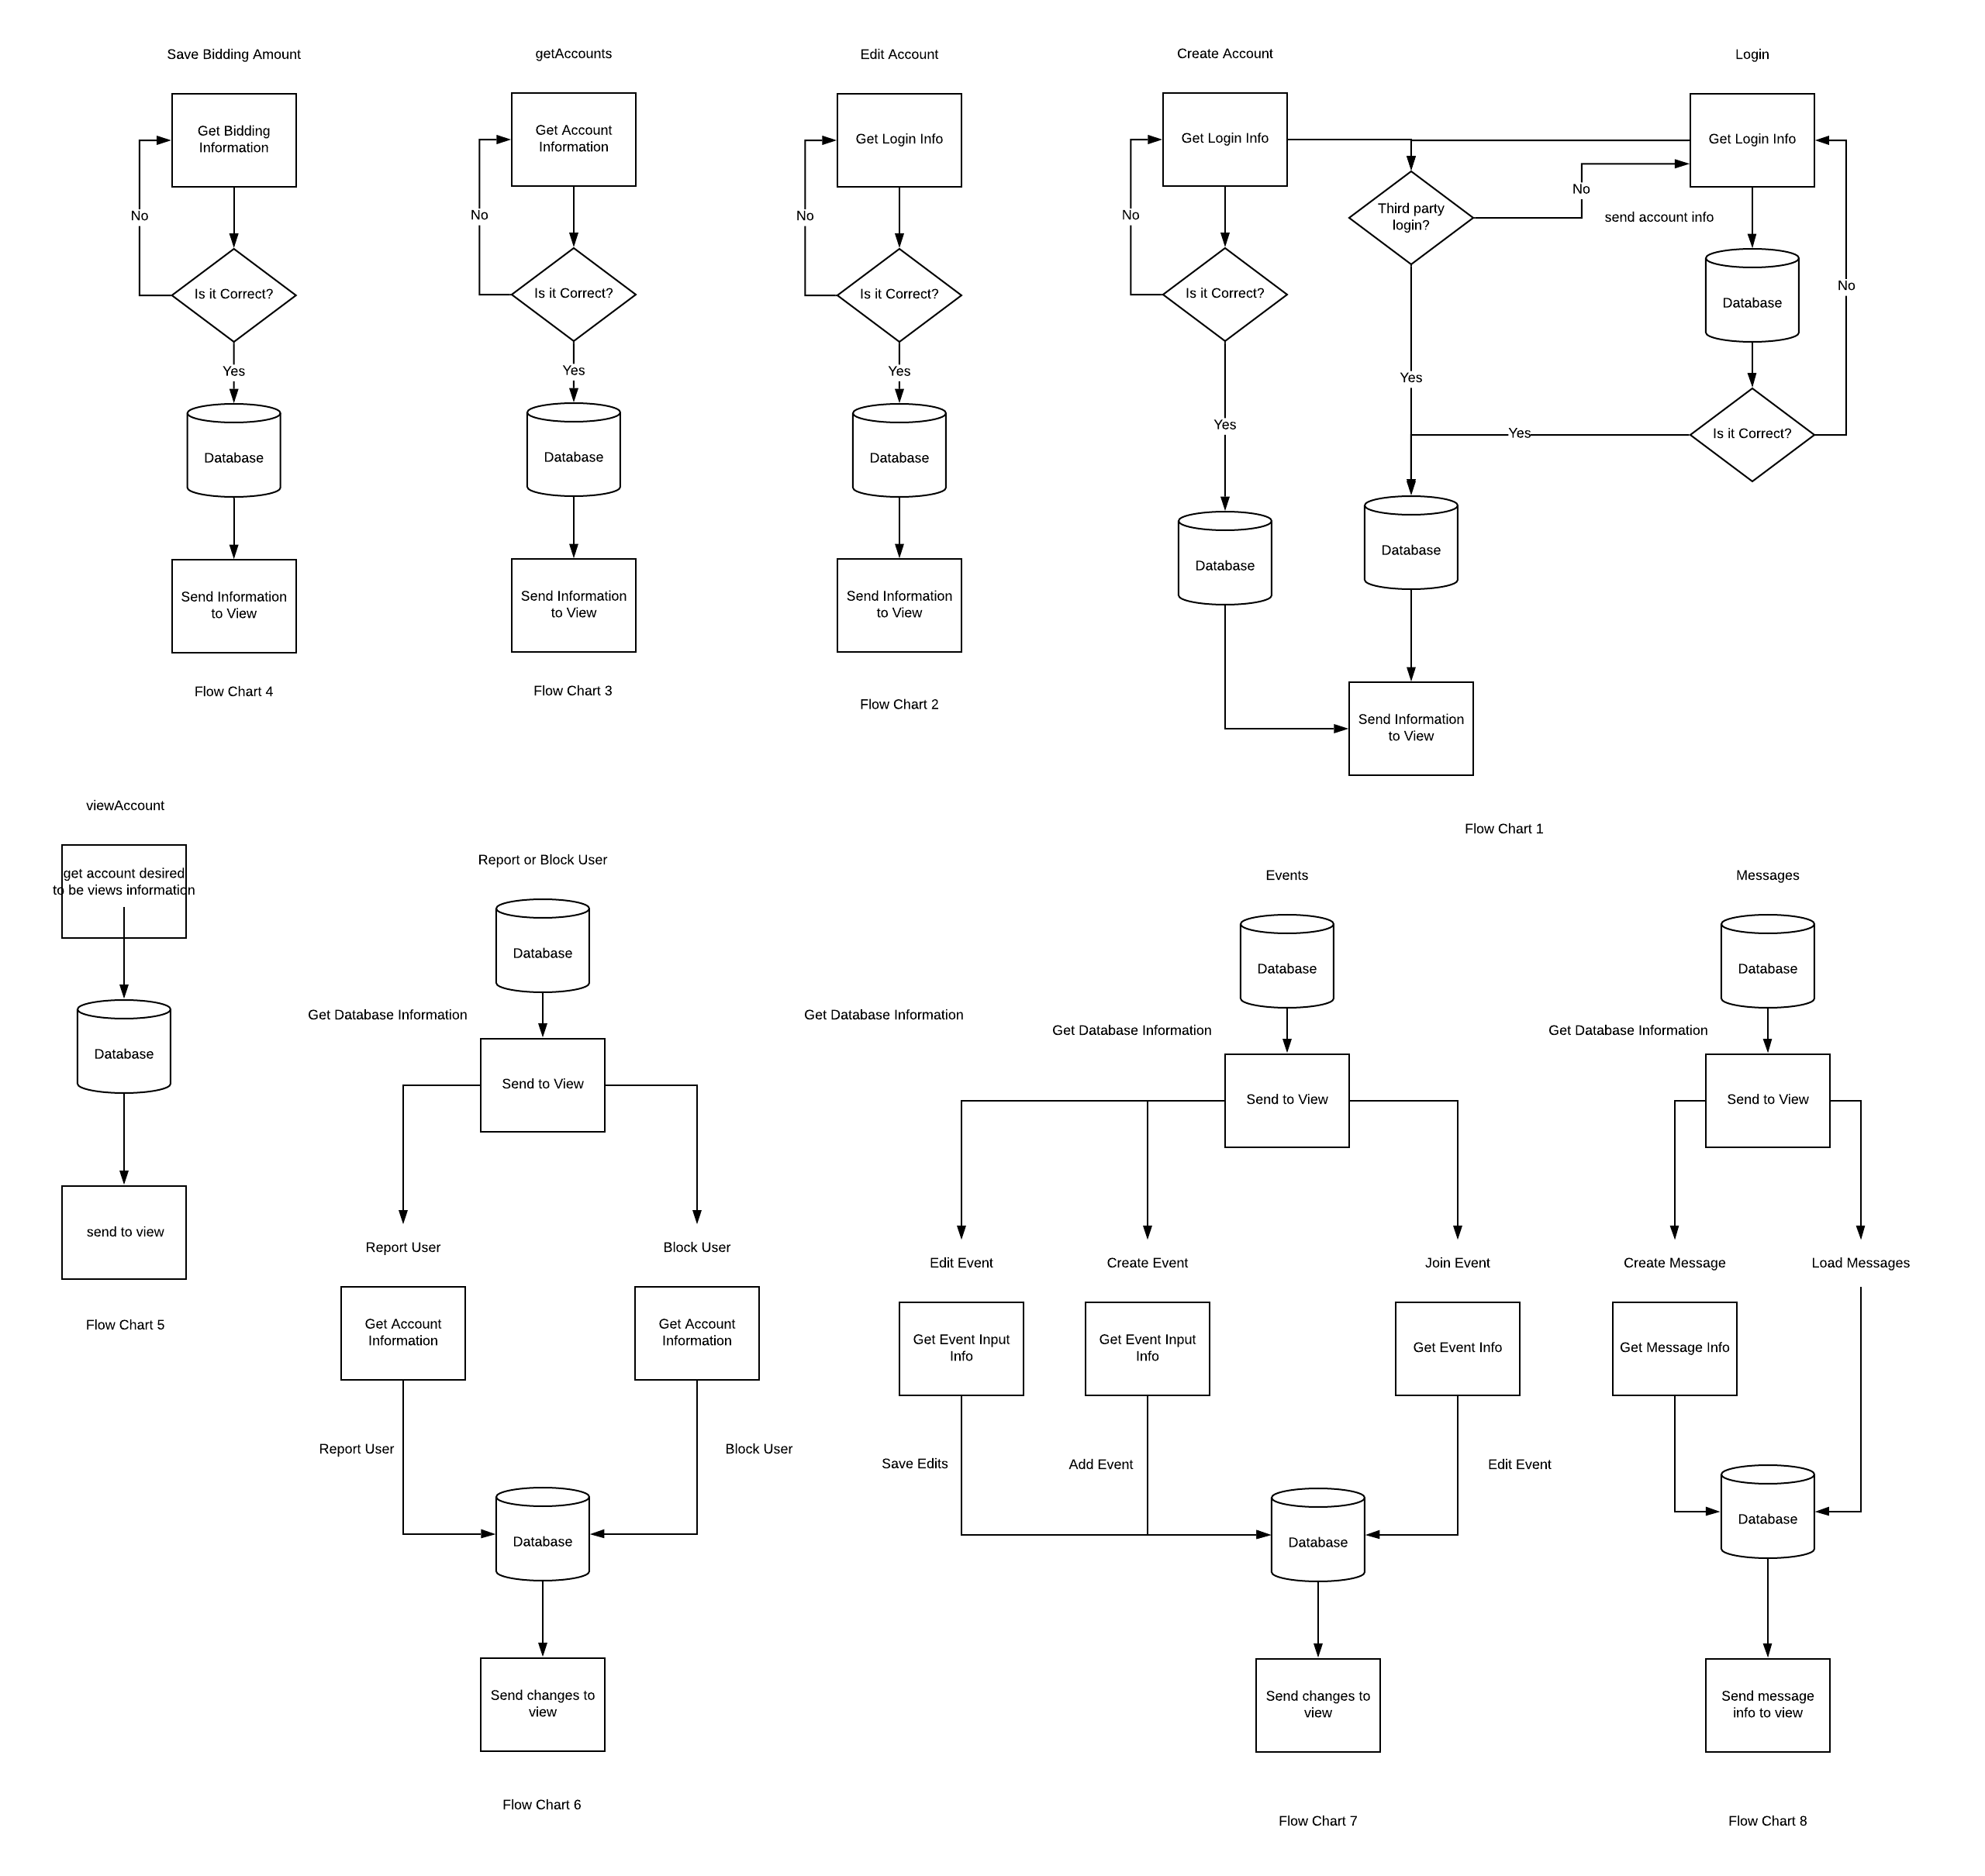 Save Bidding Amount
Get Bidding
Information
No
Is it Correct?
Yes
Database
Send Information
to View
Flow Chart 4
getAccounts
Get Account
Information
No
Is it Correct?
Yes
Database
Send Information
to View
Flow Chart 3
Edit Account
Get Login Info
No
Is it Correct?
Yes
Database
Send Information
to View
Flow Chart 2
Create Account
Get Login Info
No
Is it Correct?
Yes
Database
Third party
login?
No
Yes
Database
Send Information
to View
Login
Get Login Info
send account info
Database
No
Is it Correct?
Yes
Flow Chart 1
viewAccount
get account desired
to be views information
Database
send to view
Flow Chart 5
Report or Block User
Database
Get Database Information
Send to View
Report User
Block User
Get Account
Information
Get Account
Information
Report User
Block User
Database
Send changes to
view
Flow Chart 6
Get Database Information
Events
Database
Get Database Information
Send to View
Edit Event
Create Event
Join Event
Get Event Input
Info
Get Event Input
Info
Get Event Info
Save Edits
Add Event
Edit Event
Database
Send changes to
view
Flow Chart 7
Messages
Database
Get Database Information
Send to View
Create Message
Load Messages
Get Message Info
Database
Send message
info to view
Flow Chart 8